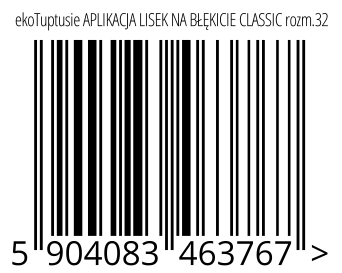 ekoTuptusie APLIKACJA LISEK NA BŁĘKICIE CLASSIC rozm.32
5 904083 463767 >